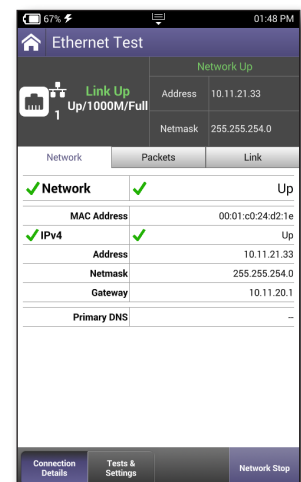 67% 01:48 PM
Ethernet Test
Network Up
Link Up
Up/1000M/Full
1
Address 10.11.21.33
Netmask 255.255.254.0
Network Packets Link
Network Up
MAC Address 00:01:c0:24:d2:1e
IPv4 Up
Address 10.11.21.33
Netmask 255.255.254.0
Gateway 10.11.20.1
Primary DNS --
Connection Details
Tests & Settings
Network Stop